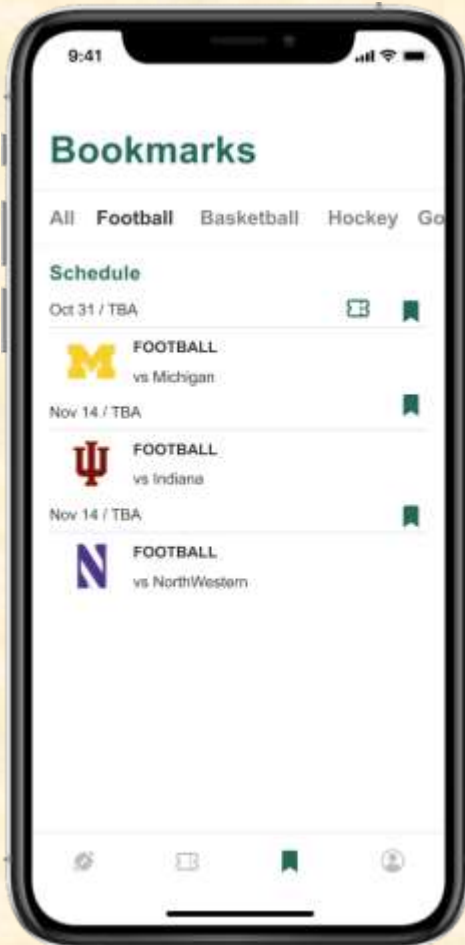 9:41
Bookmarks
All Football Basketball Hockey Go
Schedule
Oct 31 / TBA
M
FOOTBALL
vs Michigan
Nov 14 / TBA
FOOTBALL
vs Indiana
Nov 14 / TBA
N
FOOTBALL
vs NorthWestern